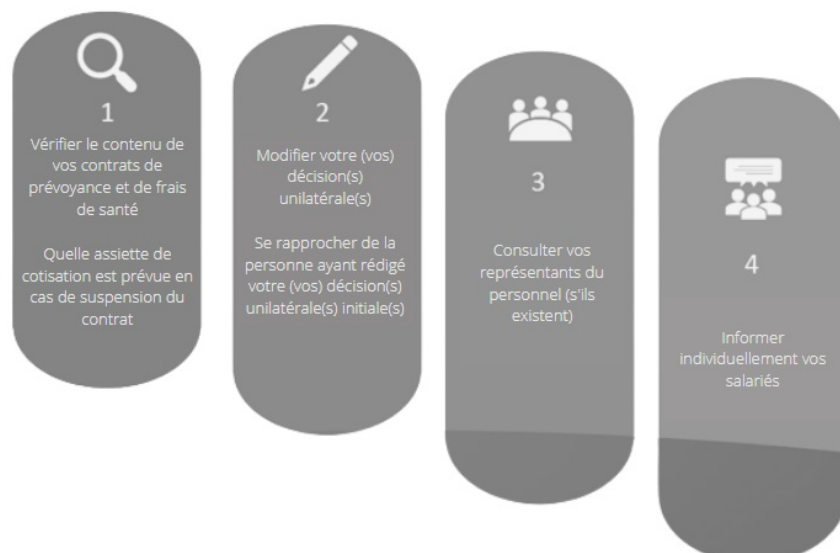 1
Vérifier le contenu de
vos contrats de
prévoyance et de frais
de santé
Quelle assiette de
cotisation est prévue en
cas de suspension du
contrat
2
Modifier votre (vos)
décision(s)
unilatérale(s)
Se rapprocher de la
personne ayant rédigé
votre (vos) décision(s)
unilatérale(s) initiale(s)
3
Consulter vos
représentants du
personnel (s'ils
existent)
4
Informer
individuellement vos
salariés